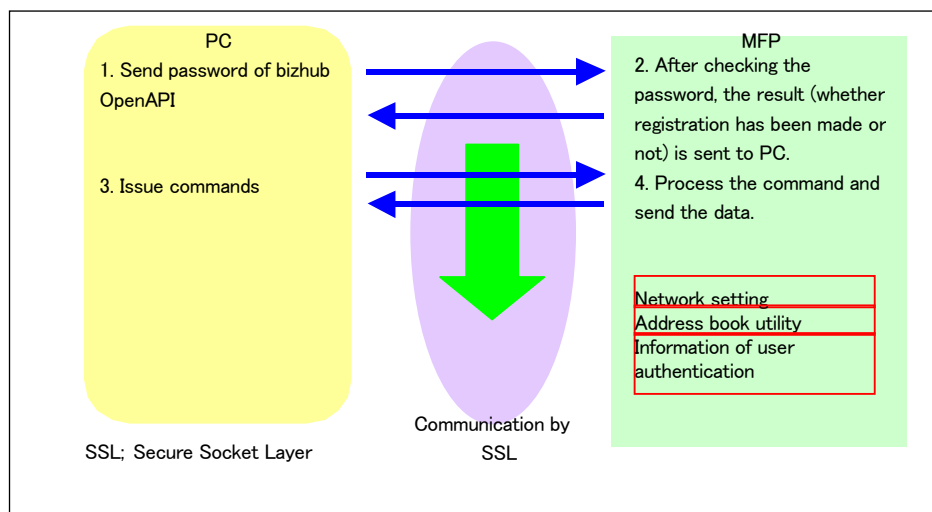 PC
1. Send password of bizhub
OpenAPI
3. Issue commands
SSL; Secure Socket Layer
Communication by
SSL
MFP
2. After checking the
password, the result (whether
registration has been made or
not) is sent to PC.
4. Process the command and
send the data.
Network setting
Address book utility
Information of user
authentication